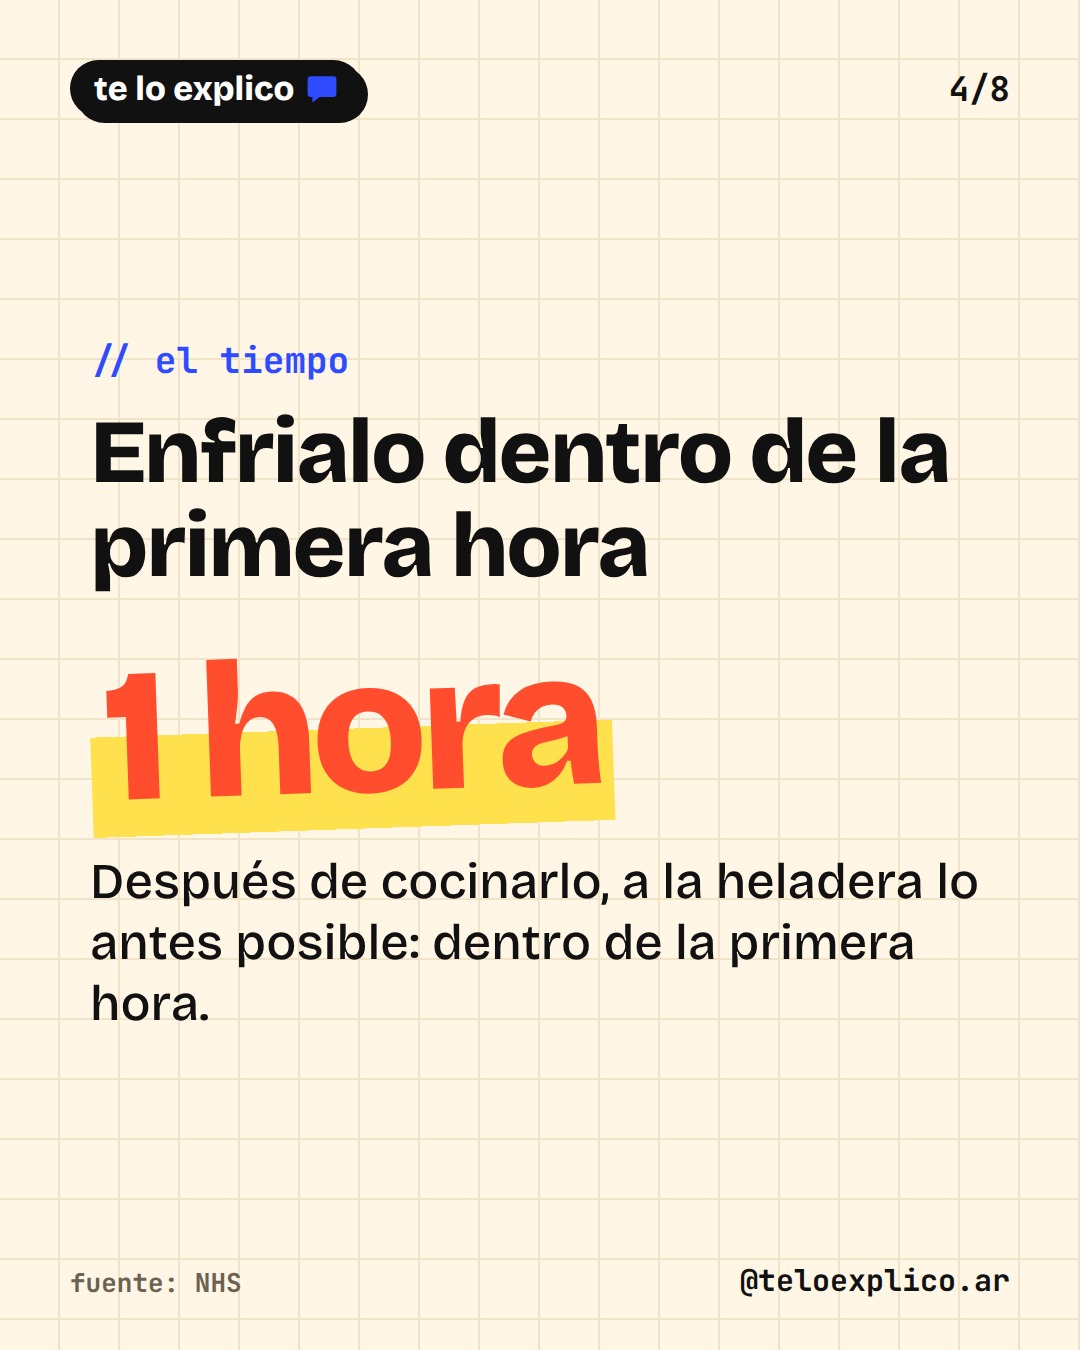 te lo explico
4/8
// el tiempo
Enfrialo dentro de la
primera hora
1 hora
Después de cocinarlo, a la heladera lo
antes posible: dentro de la primera
hora.
fuente: NHS
@teloexplico.ar